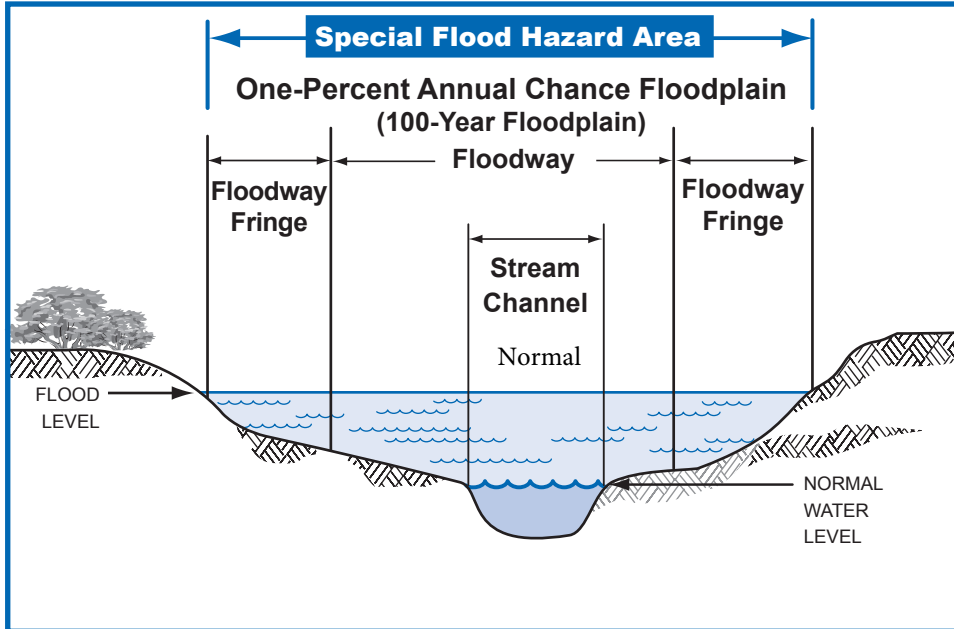 Special Flood Hazard Area
One-Percent Annual Chance Floodplain
(100-Year Floodplain)
Floodway
Floodway
Fringe
Floodway
Fringe
Stream
Channel
Normal
FLOOD
LEVEL
NORMAL
WATER
LEVEL